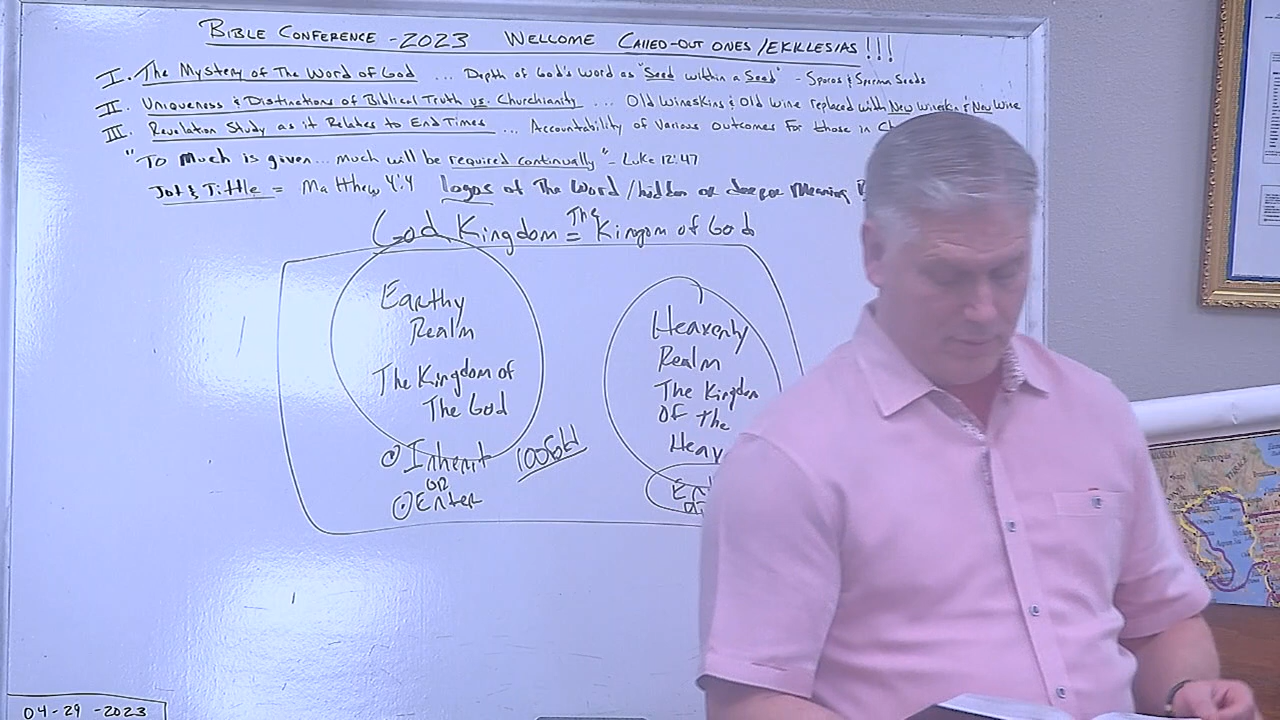 BIBLE CONFERENCE - 2023 WELCOME CALLED-OUT ONES/EKKLESIAS!!!
I. The Mystery of The Word of God ... Depth of God's Word as "Seed within a Seed" - Sporos & Sperma Seeds
II. Uniqueness & Distinctions of Biblical Truth vs. Churchianity ... Old Wineskins & Old Wine replaced with New Wineskin & New Wine
III. Revelation Study as it Relates to End Times ... Accountability of Various Outcomes For those in Ch
"To Much is given... much will be required continually" - Luke 12:47
Jot & Tittle = Matthew 4:4 logos of The Word/hidden or deeper Meaning
God Kingdom = The Kingom of God
Earthy
Realm
The Kingdom of
The God
Inherit
OR
Enter
100fold
Heavenly
Realm
The Kingdom
Of the
Heav
04-29-2023